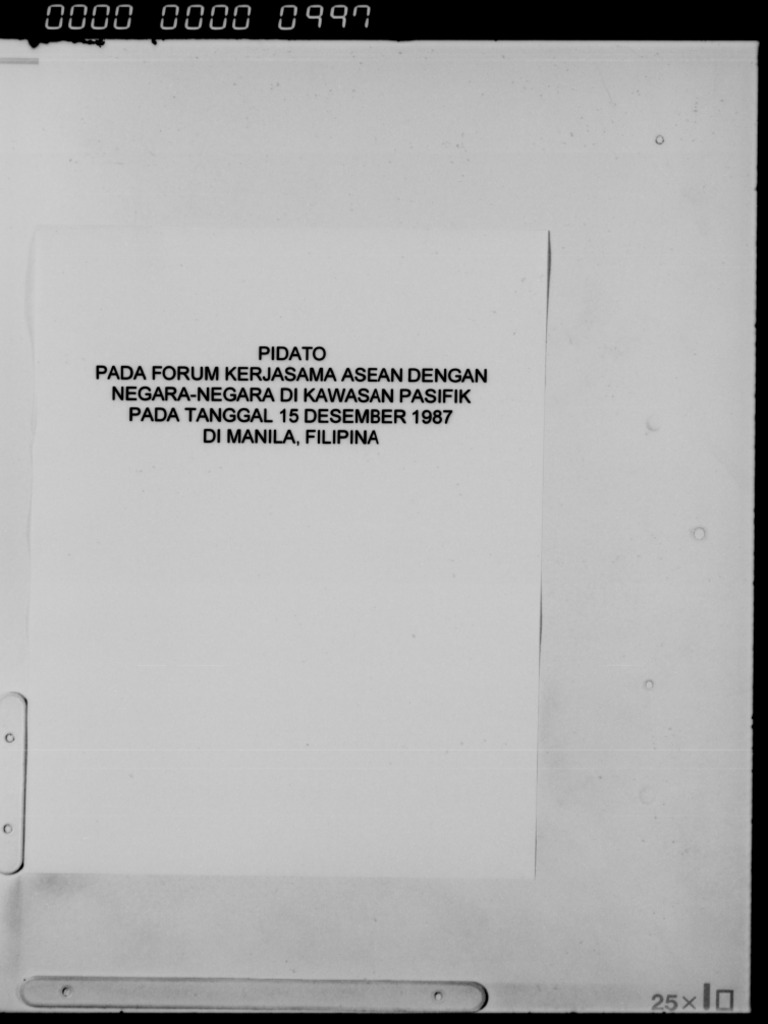 0000 0000 0997
PIDATO
PADA FORUM KERJASAMA ASEAN DENGAN
NEGARA-NEGARA DI KAWASAN PASIFIK
PADA TANGGAL 15 DESEMBER 1987
DI MANILA, FILIPINA
25×